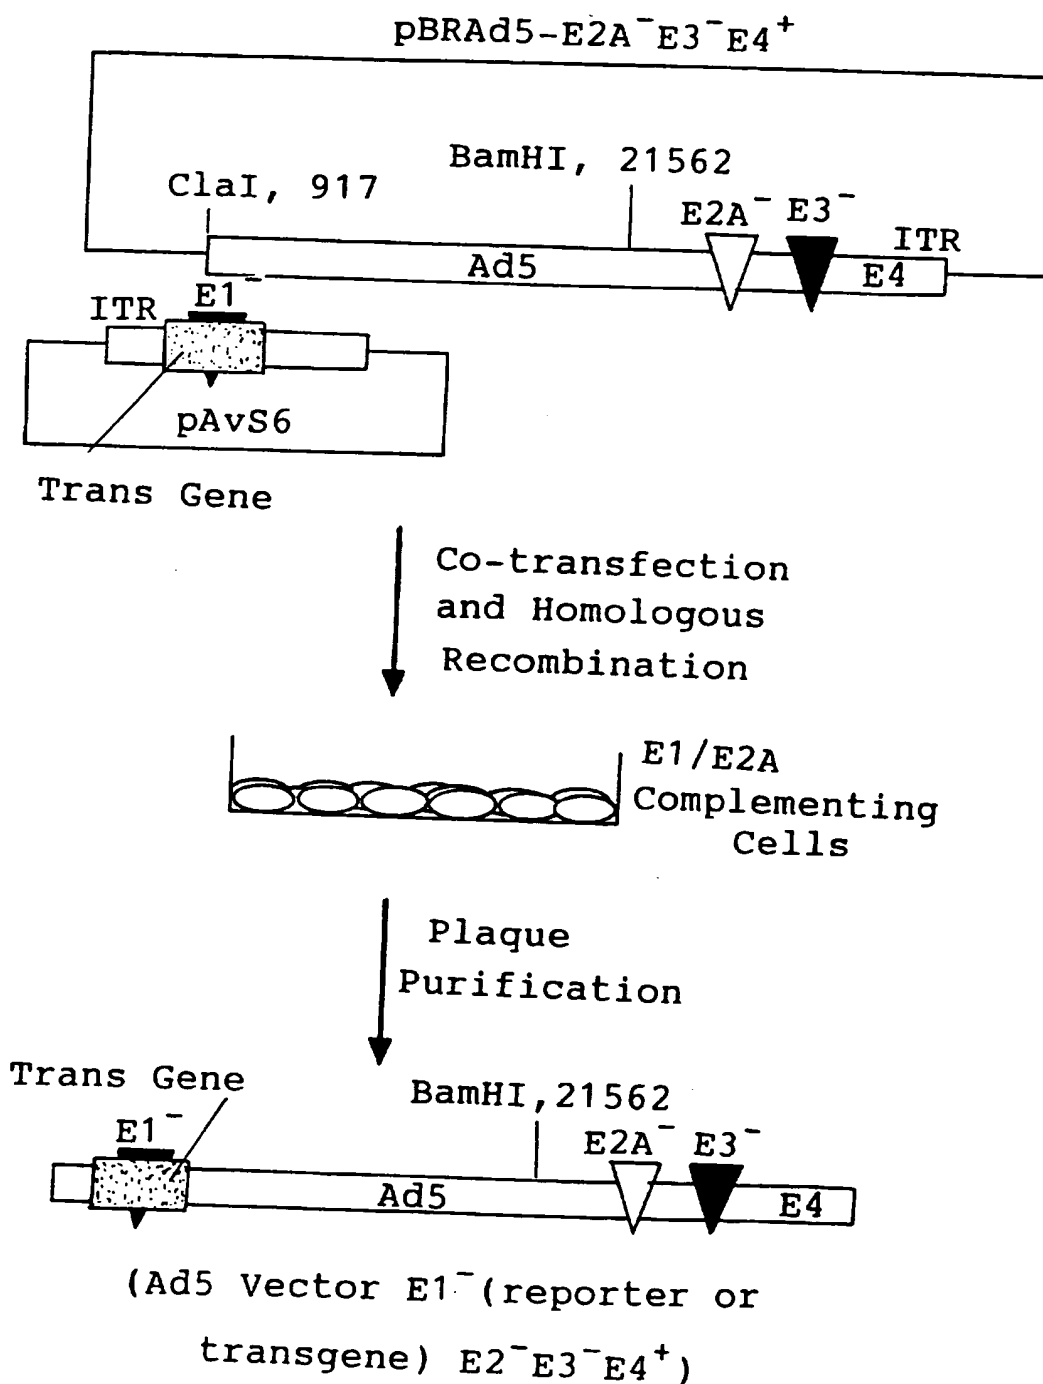 pBRAd5-E2A⁻E3⁻E4⁺
BamHI, 21562
ClaI, 917
E2A⁻ E3⁻
ITR
Ad5
E4
E1⁻
ITR
pAvS6
Trans Gene
Co-transfection
and Homologous
Recombination
E1/E2A
Complementing
Cells
Plaque
Purification
Trans Gene
BamHI,21562
E1⁻
E2A⁻ E3⁻
Ad5
E4
(Ad5 Vector E1⁻(reporter or
transgene) E2⁻E3⁻E4⁺)